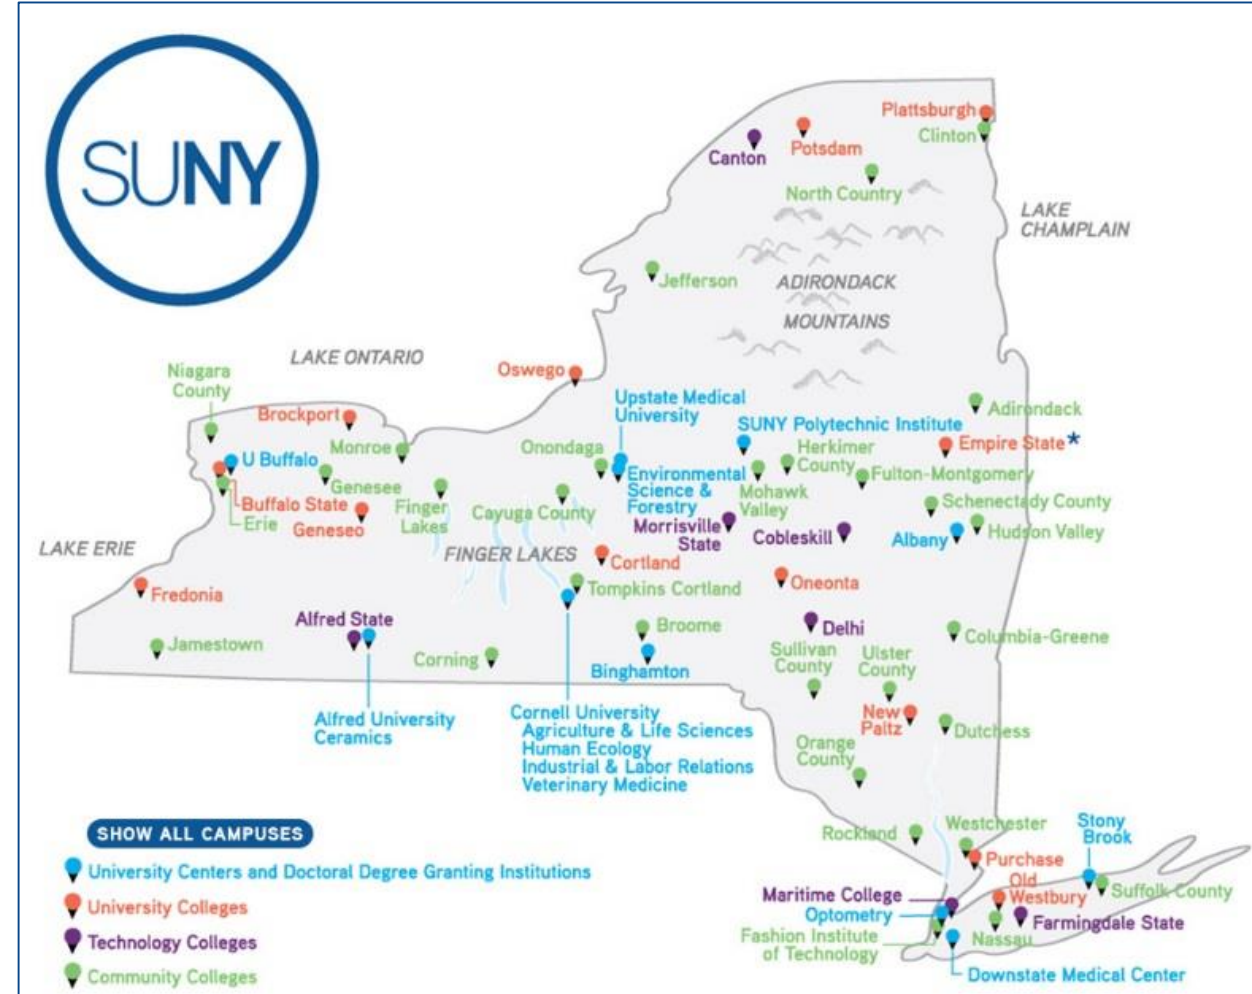 SUNY
Plattsburgh
Clinton
Potsdam
Canton
North Country
LAKE
CHAMPLAIN
Jefferson
ADIRONDACK
MOUNTAINS
LAKE ONTARIO
Oswego
Niagara
County
Brockport
Monroe
U Buffalo
Genesee
Buffalo State
Erie
Geneseo
Finger
Lakes
Onondaga
Cayuga County
Upstate Medical
University
Environmental
Science &
Forestry
SUNY Polytechnic Institute
Herkimer
County
Mohawk
Valley
Fulton-Montgomery
Adirondack
Empire State*
Schenectady County
Hudson Valley
Albany
Morrisville
State
Cobleskill
LAKE ERIE
FINGER LAKES
Cortland
Tompkins Cortland
Oneonta
Fredonia
Jamestown
Alfred State
Corning
Broome
Binghamton
Delhi
Sullivan
County
Ulster
County
Columbia-Greene
New
Paltz
Dutchess
Orange
County
Alfred University
Ceramics
Cornell University
Agriculture & Life Sciences
Human Ecology
Industrial & Labor Relations
Veterinary Medicine
Rockland
Westchester
Stony
Brook
Purchase
Old
Westbury
Suffolk County
Maritime College
Optometry
Fashion Institute
of Technology
Nassau
Farmingdale State
Downstate Medical Center
SHOW ALL CAMPUSES
University Centers and Doctoral Degree Granting Institutions
University Colleges
Technology Colleges
Community Colleges